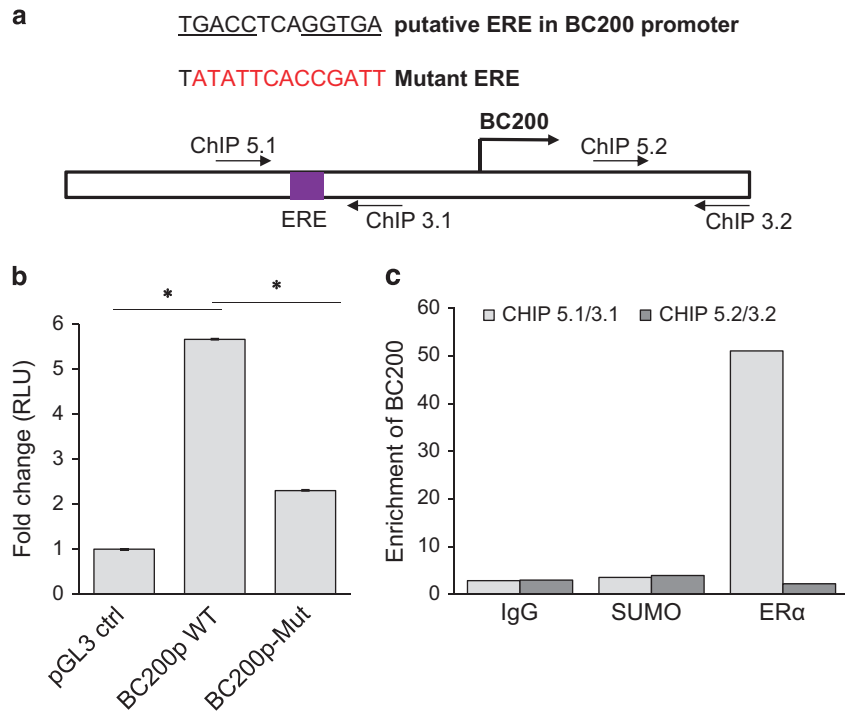 a
TGACCTCAGGTGA putative ERE in BC200 promoter
TATATTCACCGATT Mutant ERE
BC200
ChIP 5.1
ChIP 5.2
ERE
ChIP 3.1
ChIP 3.2
b
* *
Fold change (RLU)
6
5
4
3
2
1
0
pGL3 ctrl
BC200p WT
BC200p-Mut
c
CHIP 5.1/3.1 CHIP 5.2/3.2
Enrichment of BC200
60
50
40
30
20
10
0
IgG SUMO ERα